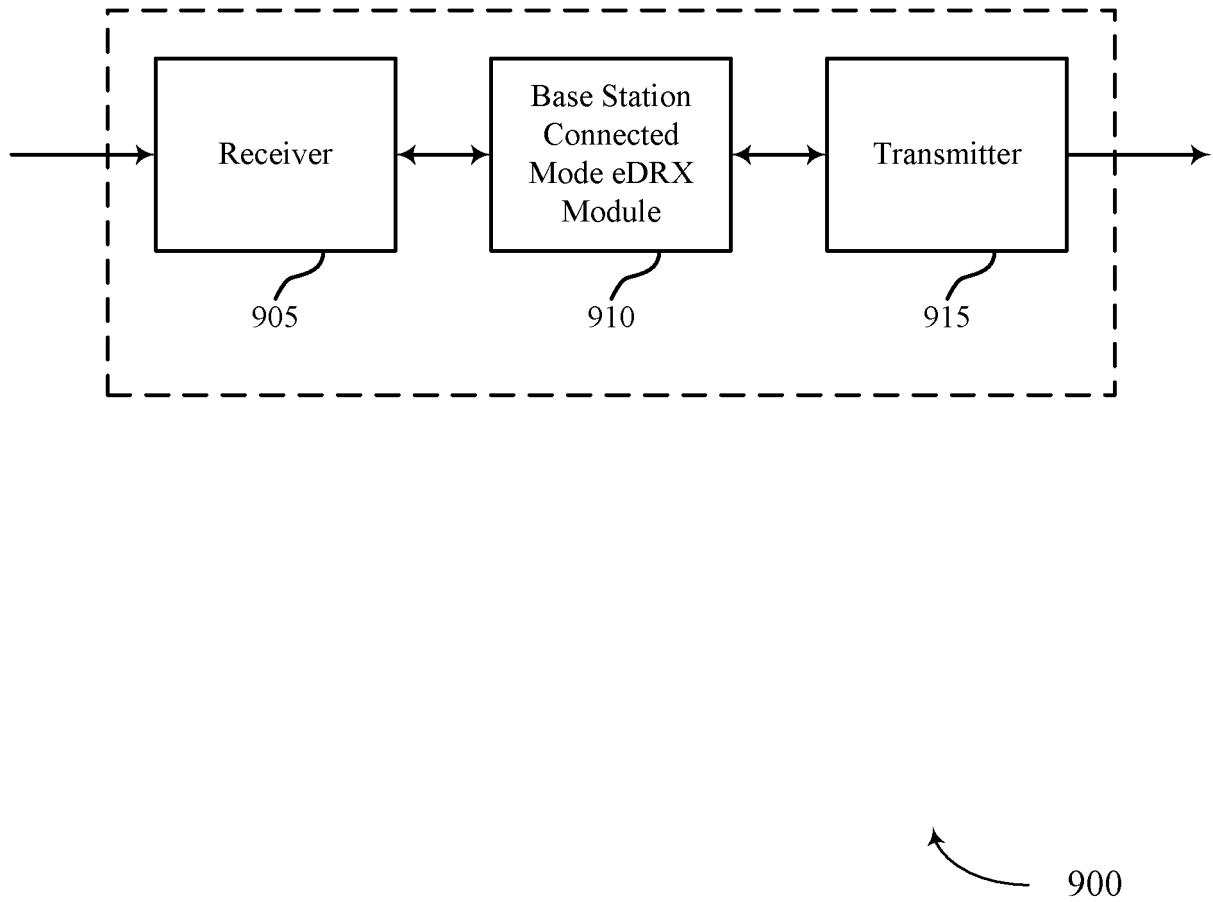 Receiver
Base Station
Connected
Mode eDRX
Module
Transmitter
905
910
915
900